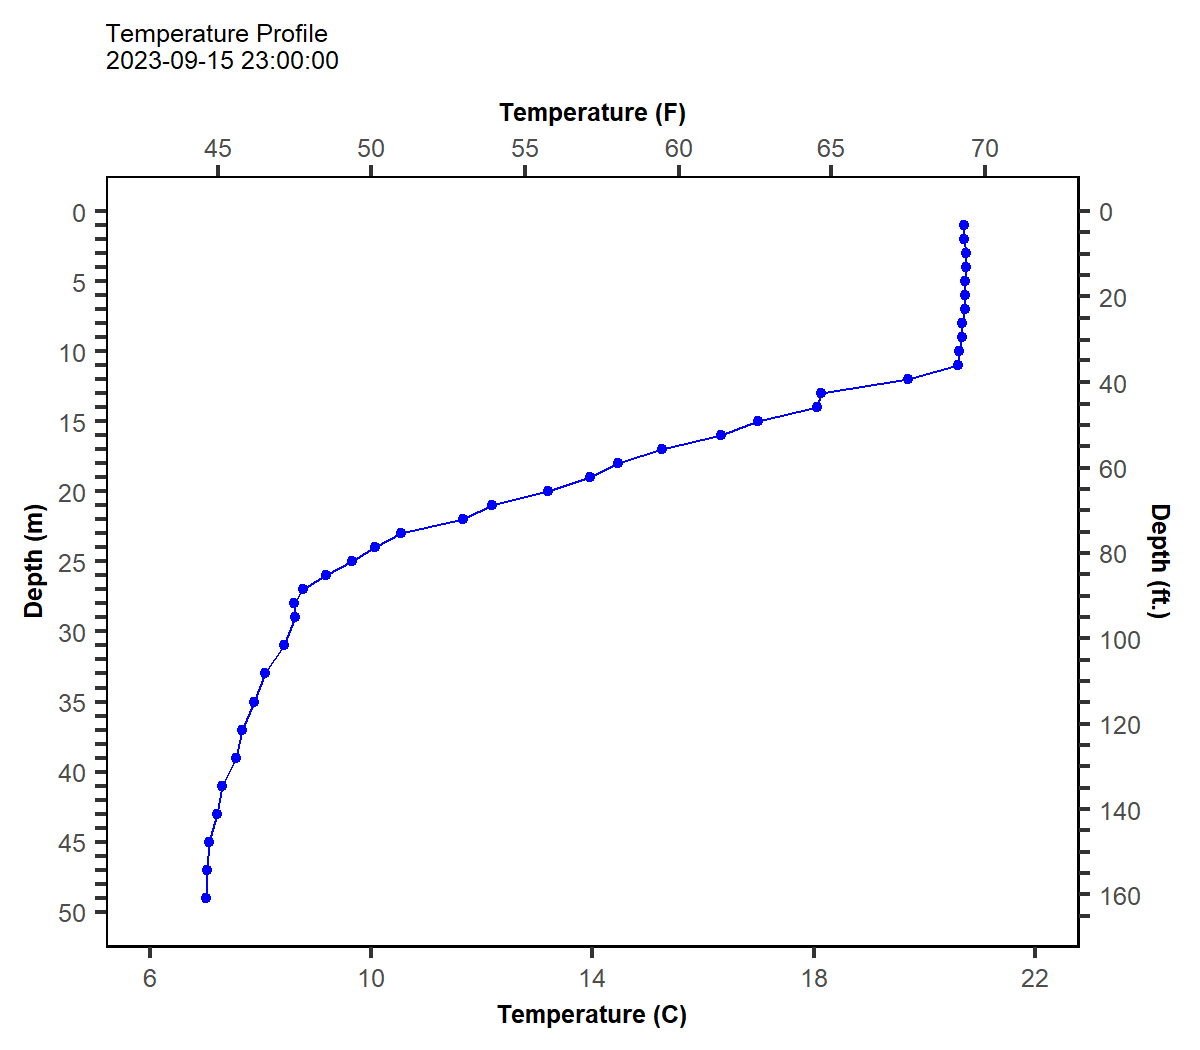 Temperature Profile
2023-09-15 23:00:00
Temperature (F)
45 50 55 60 65 70
0 0
5
20
10
40
15
60
20
Depth (m)
Depth (ft.)
25 80
30 100
35 120
40
140
45
160
50
6 10 14 18 22
Temperature (C)